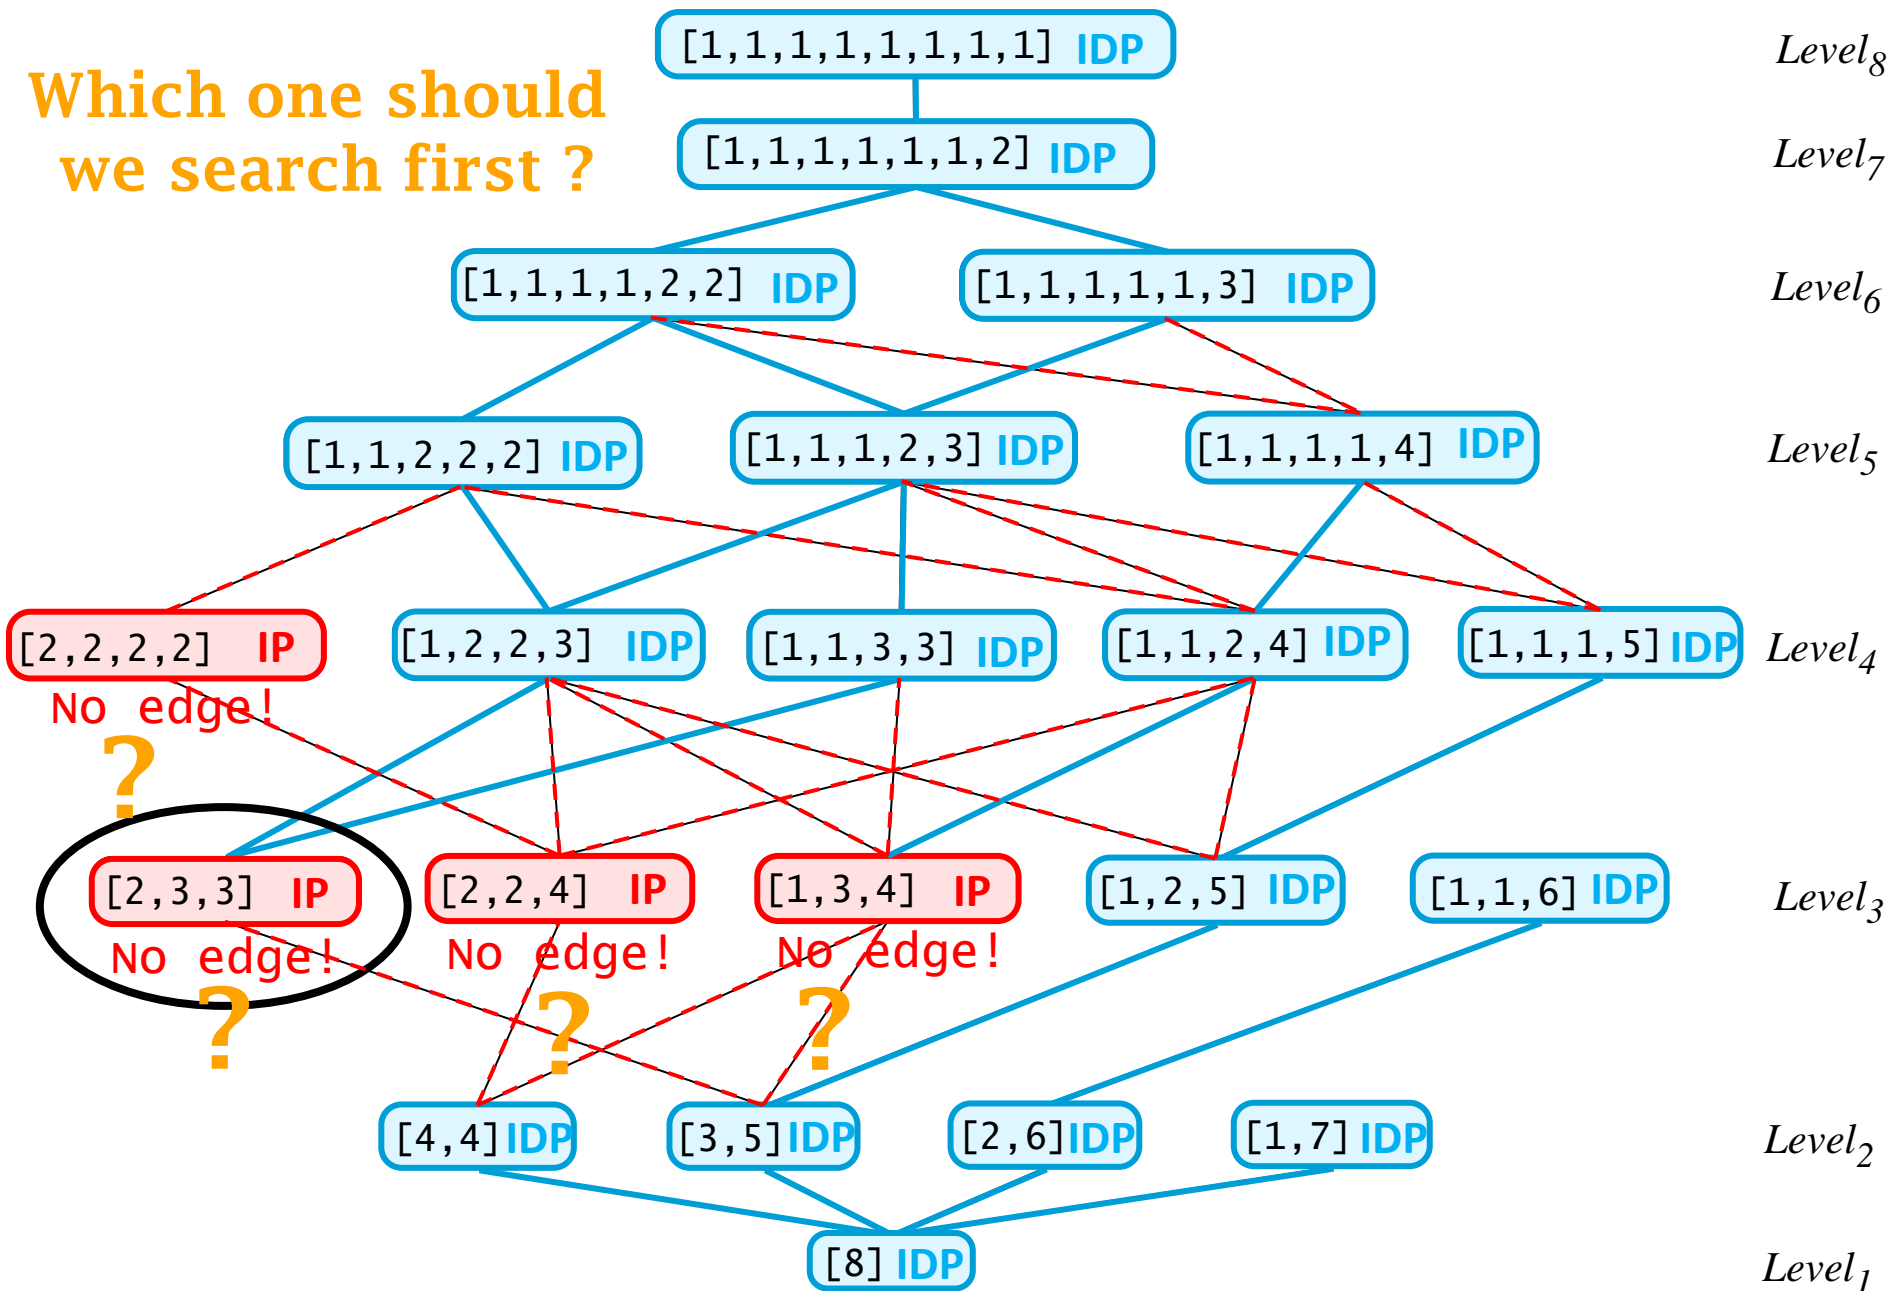 [1,1,1,1,1,1,1,1] IDP Level8
Which one should
we search first ?
[1,1,1,1,1,1,2] IDP Level7
[1,1,1,1,2,2] IDP [1,1,1,1,1,3] IDP Level6
[1,1,2,2,2] IDP [1,1,1,2,3] IDP [1,1,1,1,4] IDP Level5
[2,2,2,2] IP [1,2,2,3] IDP [1,1,3,3] IDP [1,1,2,4] IDP [1,1,1,5] IDP Level4
No edge!
?
[2,3,3] IP [2,2,4] IP [1,3,4] IP [1,2,5] IDP [1,1,6] IDP Level3
No edge! No edge! No edge!
? ? ?
[4,4] IDP [3,5] IDP [2,6] IDP [1,7] IDP Level2
[8] IDP Level1